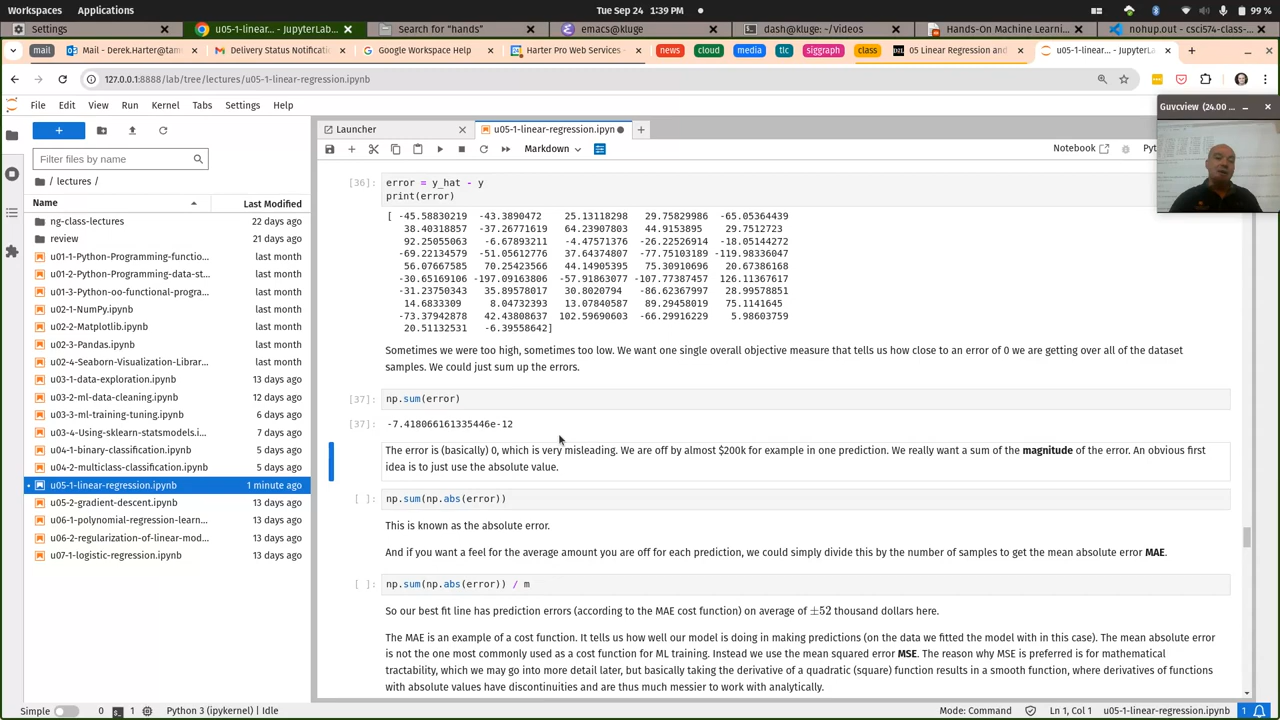 Workspaces Applications Tue Sep 24 1:39 PM 99 %
Settings × u05-1-linear-regression.ipynb - JupyterLab × Search for "hands" × emacs@kluge × dash@kluge: ~/Videos × Hands-On Machine Learnin × nohup.out - csci574-class- ×
mail Mail - Derek.Harter@etamu × Delivery Status Notificati × Google Workspace Help × Harter Pro Web Services - × news cloud media tlc siggraph class 05 Linear Regression and × u05-1-linear-... - JupyterL ×
127.0.0.1:8888/lab/tree/lectures/u05-1-linear-regression.ipynb
File Edit View Run Kernel Tabs Settings Help
Guvcview (24.00 ...
Filter files by name
/ lectures /
Name Last Modified
ng-class-lectures 22 days ago
review 21 days ago
u01-1-Python-Programming-functio... last month
u01-2-Python-Programming-data-st... last month
u01-3-Python-oo-functional-progra... last month
u02-1-NumPy.ipynb last month
u02-2-Matplotlib.ipynb last month
u02-3-Pandas.ipynb last month
u02-4-Seaborn-Visualization-Librar... last month
u03-1-data-exploration.ipynb 13 days ago
u03-2-ml-data-cleaning.ipynb 12 days ago
u03-3-ml-training-tuning.ipynb 6 days ago
u03-4-Using-sklearn-statsmodels.i... 13 days ago
u04-1-binary-classification.ipynb 5 days ago
u04-2-multiclass-classification.ipynb 5 days ago
u05-1-linear-regression.ipynb 1 minute ago
u05-2-gradient-descent.ipynb 13 days ago
u06-1-polynomial-regression-learn... 13 days ago
u06-2-regularization-of-linear-mod... 13 days ago
u07-1-logistic-regression.ipynb 13 days ago
Launcher × u05-1-linear-regression.ipyn
Markdown Notebook Pyt
[36]: error = y_hat - y
print(error)
[ -45.58830219 -43.3890472 25.13118298 29.75829986 -65.05364439
38.40318857 -37.26771619 64.23907803 44.9153895 29.7512723
92.25055063 -6.67893211 -4.47571376 -26.22526914 -18.05144272
-69.22134579 -51.05612776 37.64374807 -77.75103189 -119.98336047
56.07667585 70.25423566 44.14905395 75.30910696 20.67386168
-30.65169106 -197.09163806 -57.91863077 -107.77387457 126.11367617
-31.23750343 35.89578017 30.8020794 -86.62367997 28.99578851
14.6833309 8.04732393 13.07840587 89.29458019 75.1141645
-73.37942878 42.43808637 102.59690603 -66.29916229 5.98603759
20.51132531 -6.39558642]
Sometimes we were too high, sometimes too low. We want one single overall objective measure that tells us how close to an error of 0 we are getting over all of the dataset
samples. We could just sum up the errors.
[37]: np.sum(error)
[37]: -7.418066161335446e-12
The error is (basically) 0, which is very misleading. We are off by almost $200k for example in one prediction. We really want a sum of the magnitude of the error. An obvious first
idea is to just use the absolute value.
[ ]: np.sum(np.abs(error))
This is known as the absolute error.
And if you want a feel for the average amount you are off for each prediction, we could simply divide this by the number of samples to get the mean absolute error MAE.
[ ]: np.sum(np.abs(error)) / m
So our best fit line has prediction errors (according to the MAE cost function) on average of ±52 thousand dollars here.
The MAE is an example of a cost function. It tells us how well our model is doing in making predictions (on the data we fitted the model with in this case). The mean absolute error
is not the one most commonly used as a cost function for ML training. Instead we use the mean squared error MSE. The reason why MSE is preferred is for mathematical
tractability, which we may go into more detail later, but basically taking the derivative of a quadratic (square) function results in a smooth function, where derivatives of functions
with absolute values have discontinuities and are thus much messier to work with analytically.
Simple 0 1 Python 3 (ipykernel) | Idle Mode: Command Ln 1, Col 1 u05-1-linear-regression.ipynb 1